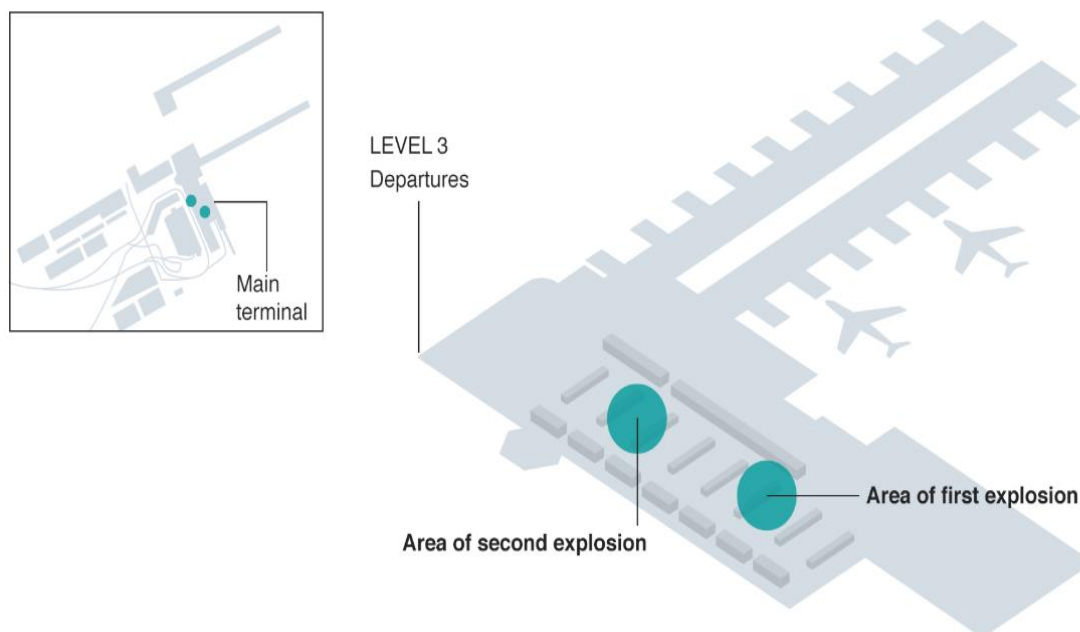 LEVEL 3
Departures
Main
terminal
Area of first explosion
Area of second explosion